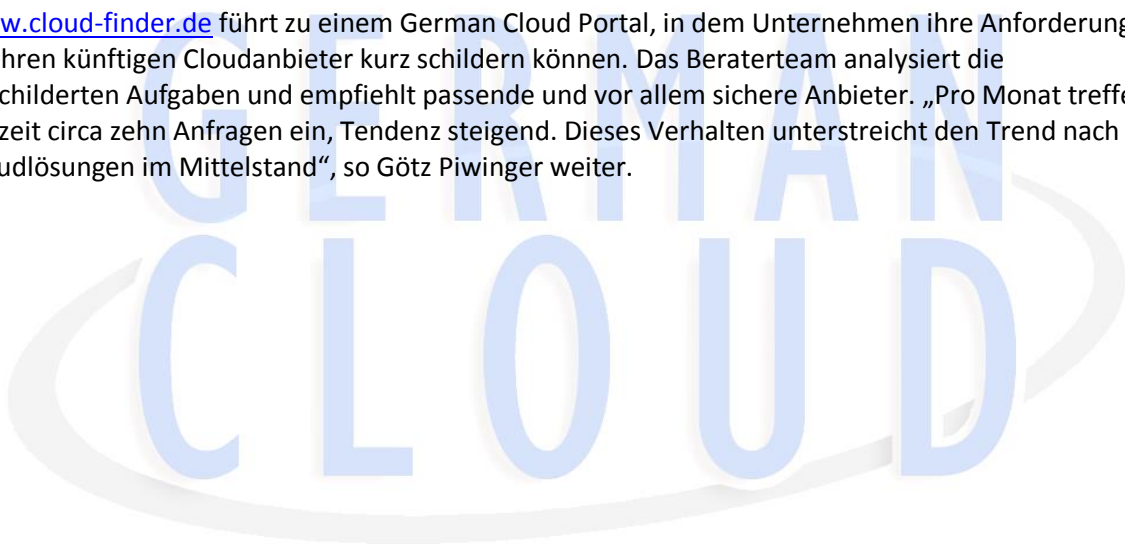 w.cloud-finder.de führt zu einem German Cloud Portal, in dem Unternehmen ihre Anforderung
hren künftigen Cloudanbieter kurz schildern können. Das Beraterteam analysiert die
childerten Aufgaben und empfiehlt passende und vor allem sichere Anbieter. „Pro Monat treffe
zeit circa zehn Anfragen ein, Tendenz steigend. Dieses Verhalten unterstreicht den Trend nach
udlösungen im Mittelstand“, so Götz Piwinger weiter.
GERMAN
CLOUD